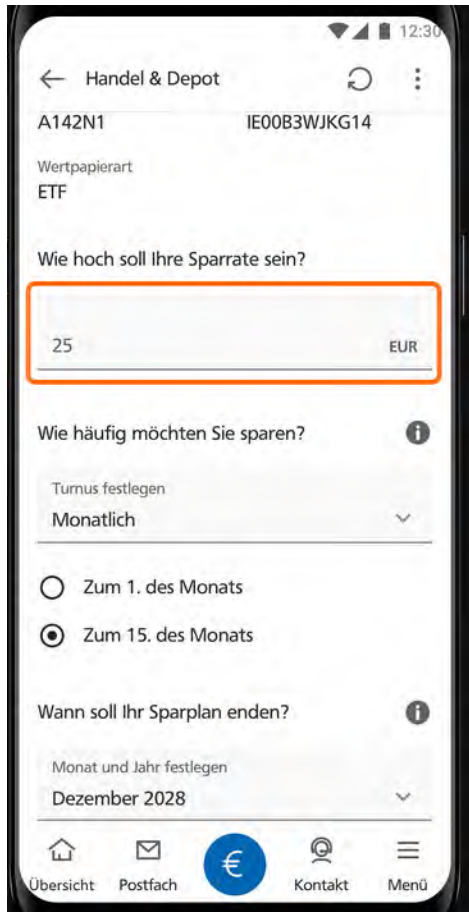 12:30
Handel & Depot
A142N1 IE00B3WJKG14
Wertpapierart
ETF
Wie hoch soll Ihre Sparrate sein?
25 EUR
Wie häufig möchten Sie sparen?
Turnus festlegen
Monatlich
Zum 1. des Monats
Zum 15. des Monats
Wann soll Ihr Sparplan enden?
Monat und Jahr festlegen
Dezember 2028
€
Übersicht Postfach Kontakt Menü